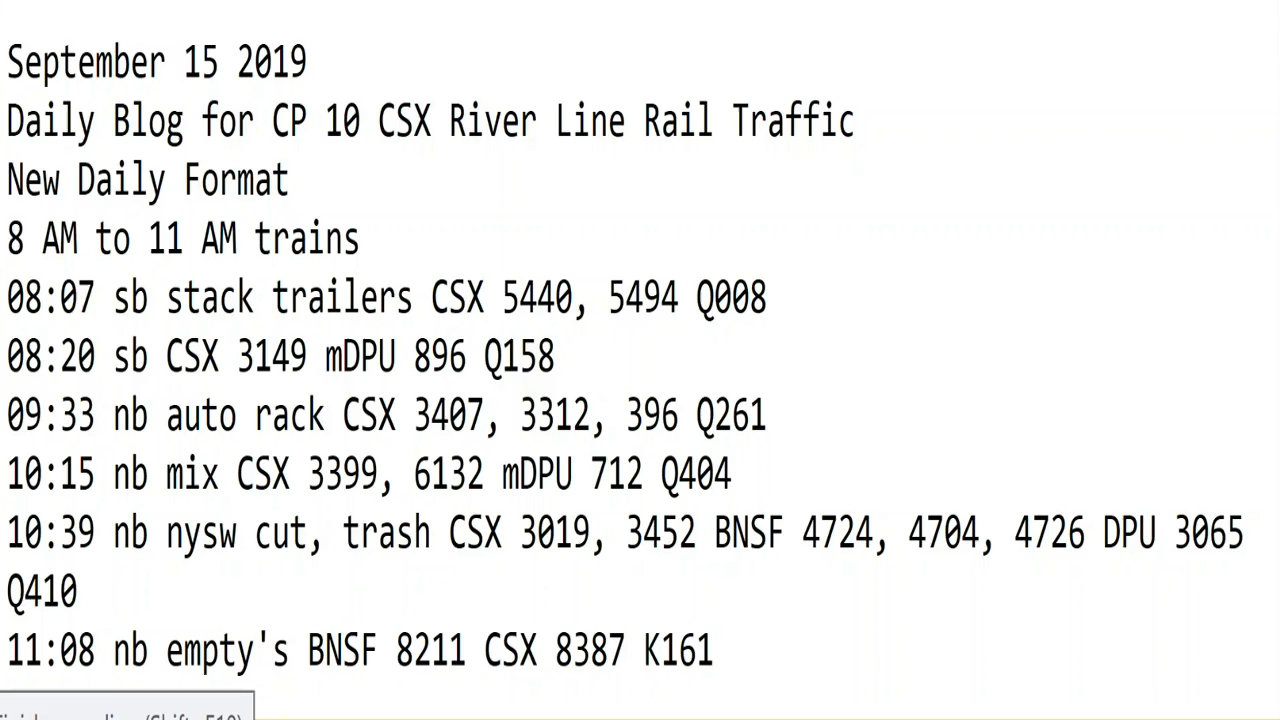 September 15 2019
Daily Blog for CP 10 CSX River Line Rail Traffic
New Daily Format
8 AM to 11 AM trains
08:07 sb stack trailers CSX 5440, 5494 Q008
08:20 sb CSX 3149 mDPU 896 Q158
09:33 nb auto rack CSX 3407, 3312, 396 Q261
10:15 nb mix CSX 3399, 6132 mDPU 712 Q404
10:39 nb nysw cut, trash CSX 3019, 3452 BNSF 4724, 4704, 4726 DPU 3065
Q410
11:08 nb empty's BNSF 8211 CSX 8387 K161